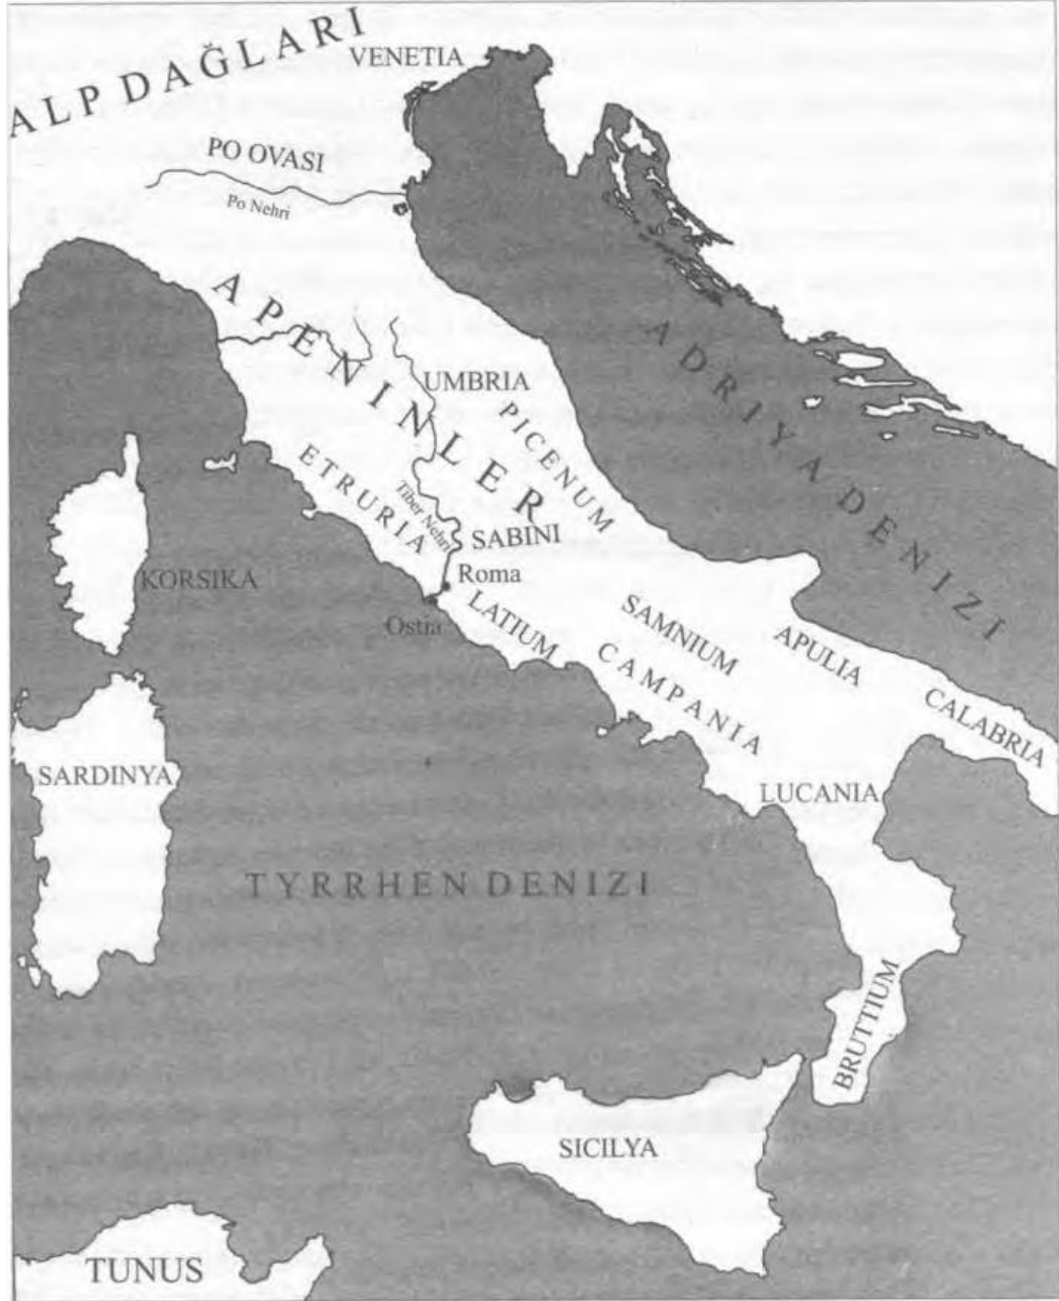 ALP DAĞLARI
VENETIA
PO OVASI
Po Nehri
APENINLER
ADRIYA DENIZI
UMBRIA
PICENUM
ETRURIA
Tiber Nehri
SABINI
Roma
KORSIKA
Ostia
LATIUM
SAMNIUM
APULIA
CAMPANIA
CALABRIA
SARDINYA
LUCANIA
TYRRHEN DENIZI
BRUTTIUM
SICILYA
TUNUS